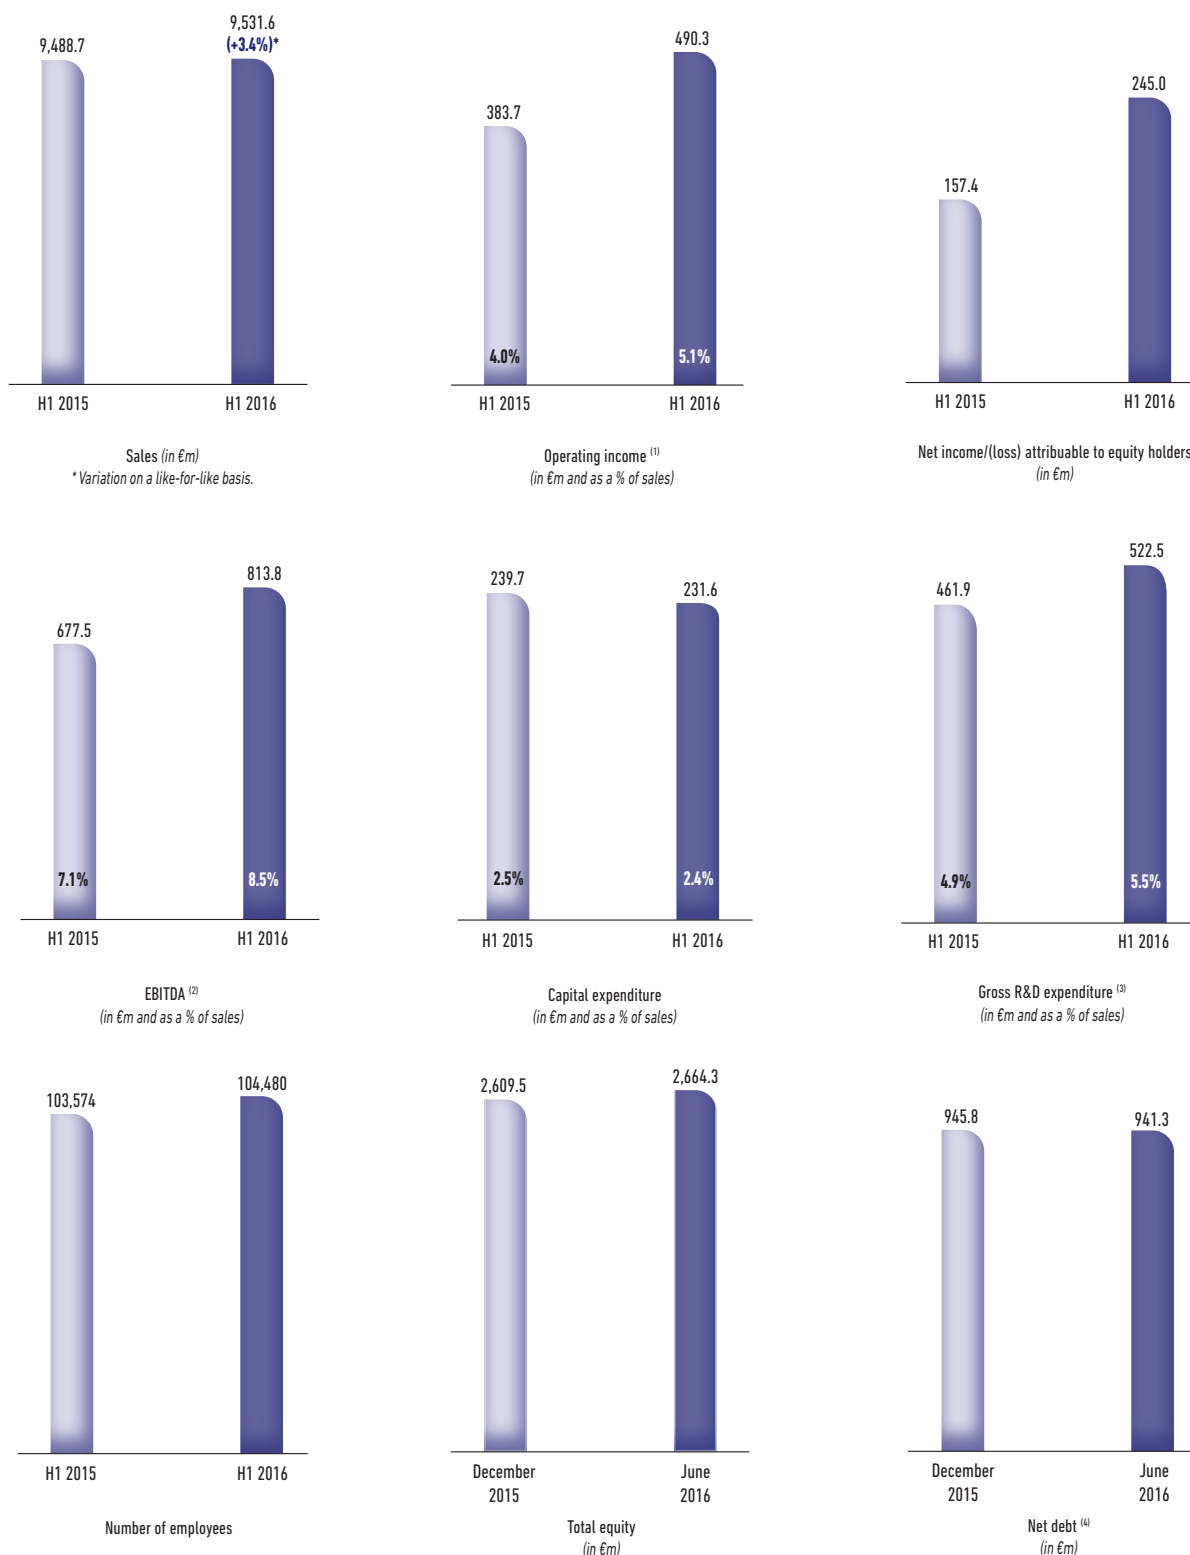 9,488.7
9,531.6
(+3.4%)*
H1 2015
H1 2016
Sales (in €m)
* Variation on a like-for-like basis.
383.7
490.3
4.0%
5.1%
H1 2015
H1 2016
Operating income (1)
(in €m and as a % of sales)
157.4
245.0
H1 2015
H1 2016
Net income/(loss) attribuable to equity holders
(in €m)
677.5
813.8
7.1%
8.5%
H1 2015
H1 2016
EBITDA (2)
(in €m and as a % of sales)
239.7
231.6
2.5%
2.4%
H1 2015
H1 2016
Capital expenditure
(in €m and as a % of sales)
461.9
522.5
4.9%
5.5%
H1 2015
H1 2016
Gross R&D expenditure (3)
(in €m and as a % of sales)
103,574
104,480
H1 2015
H1 2016
Number of employees
2,609.5
2,664.3
December
2015
June
2016
Total equity
(in €m)
945.8
941.3
December
2015
June
2016
Net debt (4)
(in €m)